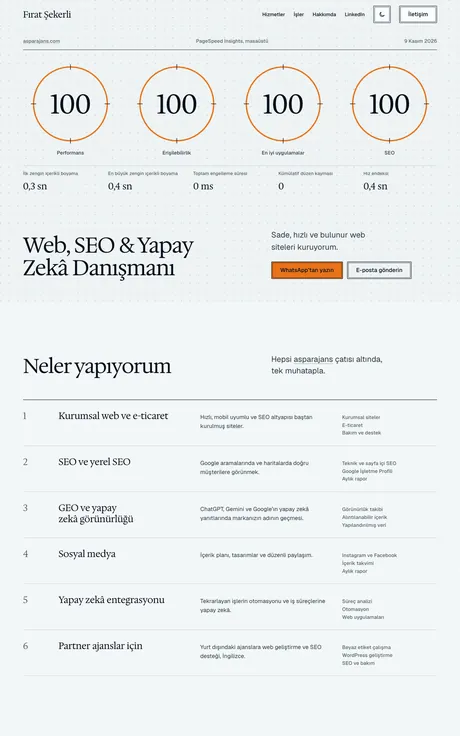 Fırat Şekerli
Hizmetler İşler Hakkımda LinkedIn İletişim
asparajans.com PageSpeed Insights, masaüstü 9 Kasım 2026
100 100 100 100
Performans Erişilebilirlik En iyi uygulamalar SEO
İlk zengin içerikli boyama En büyük zengin içerikli boyama Toplam engelleme süresi Kümülatif düzen kayması Hız endeksi
0,3 sn 0,4 sn 0 ms 0 0,4 sn
Web, SEO & Yapay
Zekâ Danışmanı
Sade, hızlı ve bulunur web
siteleri kuruyorum.
WhatsApp'tan yazın E-posta gönderin
Neler yapıyorum
Hepsi asparajans çatısı altında,
tek muhatapla.
1 Kurumsal web ve e-ticaret
Hızlı, mobil uyumlu ve SEO altyapısı baştan
kurulmuş siteler.
Kurumsal siteler
E-ticaret
Bakım ve destek
2 SEO ve yerel SEO
Google aramalarında ve haritalarda doğru
müşterilere görünmek.
Teknik ve sayfa içi SEO
Google İşletme Profili
Aylık rapor
3 GEO ve yapay
zekâ görünürlüğü
ChatGPT, Gemini ve Google'ın yapay zekâ
yanıtlarında markanızın adının geçmesi.
Görünürlük takibi
Alıntılanabilir içerik
Yapılandırılmış veri
4 Sosyal medya
İçerik planı, tasarımlar ve düzenli paylaşım.
Instagram ve Facebook
İçerik takvimi
Aylık rapor
5 Yapay zekâ entegrasyonu
Tekrarlayan işlerin otomasyonu ve iş süreçlerine
yapay zekâ.
Süreç analizi
Otomasyon
Web uygulamaları
6 Partner ajanslar için
Yurt dışındaki ajanslara web geliştirme ve SEO
desteği, İngilizce.
Beyaz etiket çalışma
WordPress geliştirme
SEO ve bakım